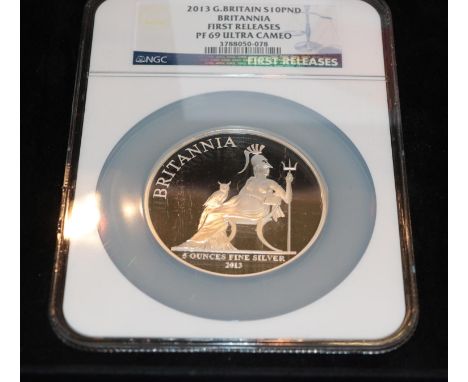 2013 G.BRITAIN S10PND
BRITANNIA
FIRST RELEASES
PF 69 ULTRA CAMEO
3788050-078
NGC
FIRST RELEASES
BRITANNIA
5 OUNCES FINE SILVER
2013